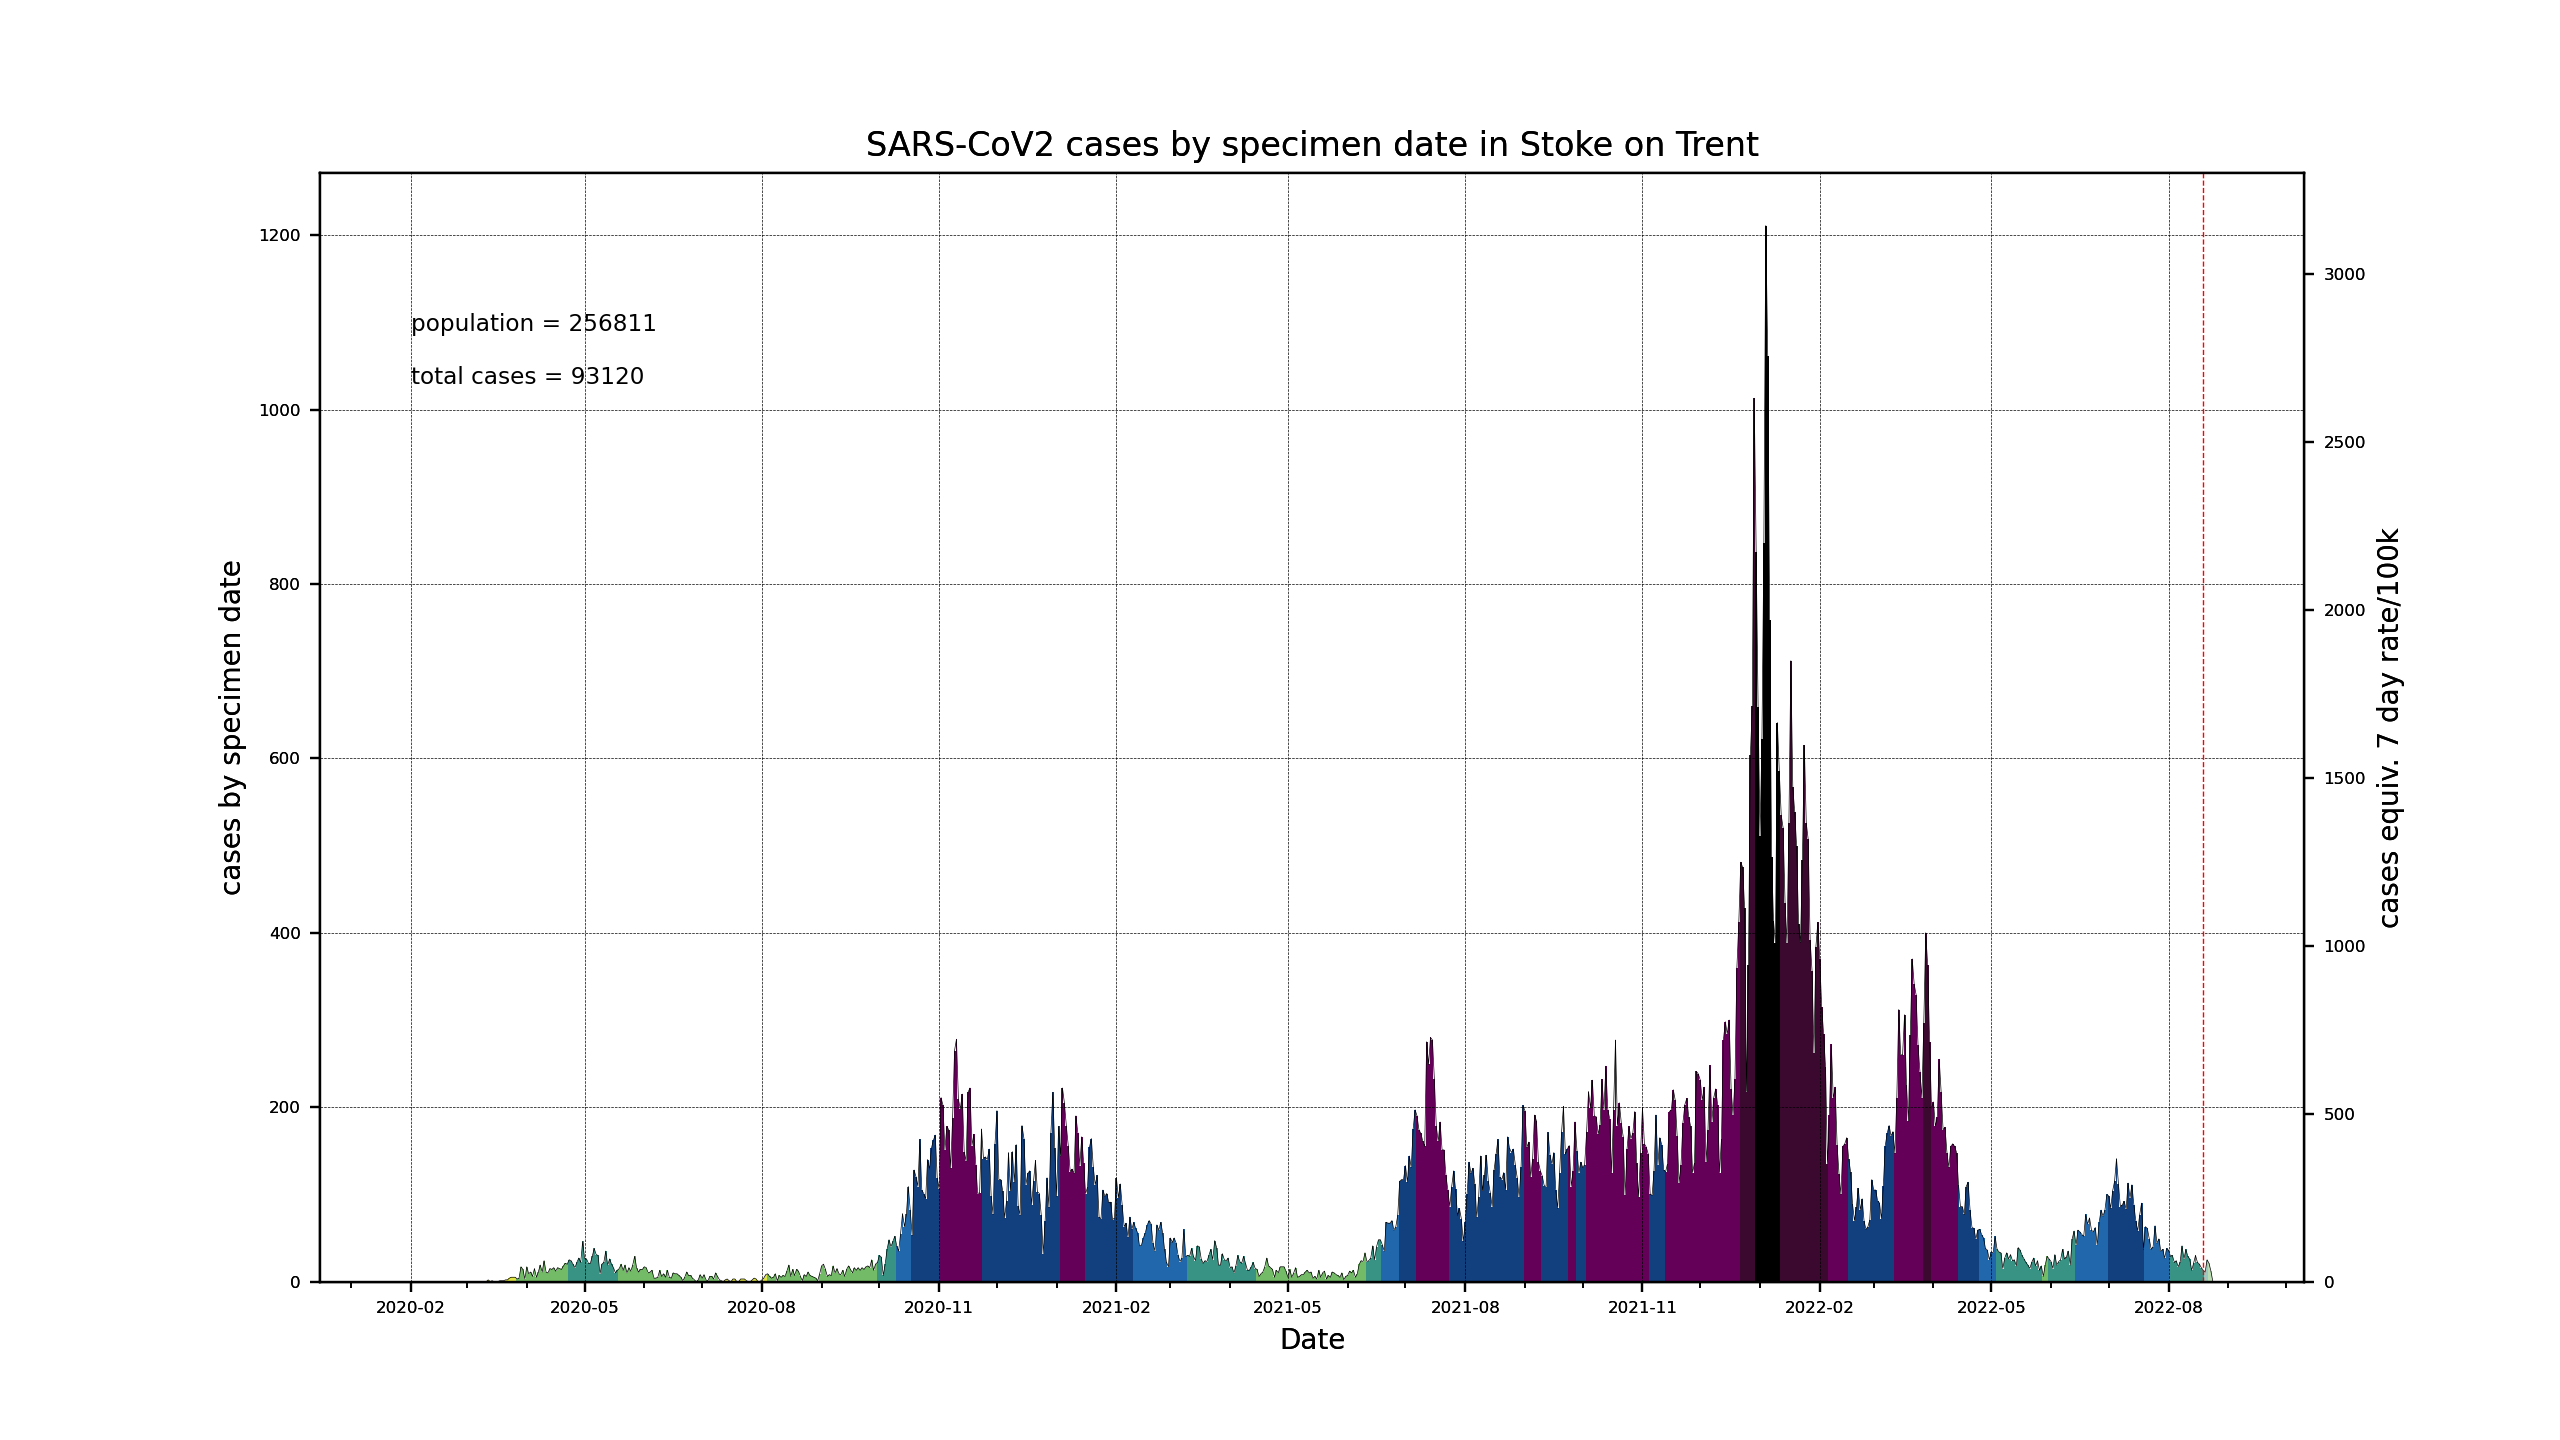 SARS-CoV2 cases by specimen date in Stoke on Trent
population = 256811
total cases = 93120
cases by specimen date
1200
1000
800
600
400
200
0
3000
2500
2000
1500
1000
500
0
cases equiv. 7 day rate/100k
2020-02 2020-05 2020-08 2020-11 2021-02 2021-05 2021-08 2021-11 2022-02 2022-05 2022-08
Date